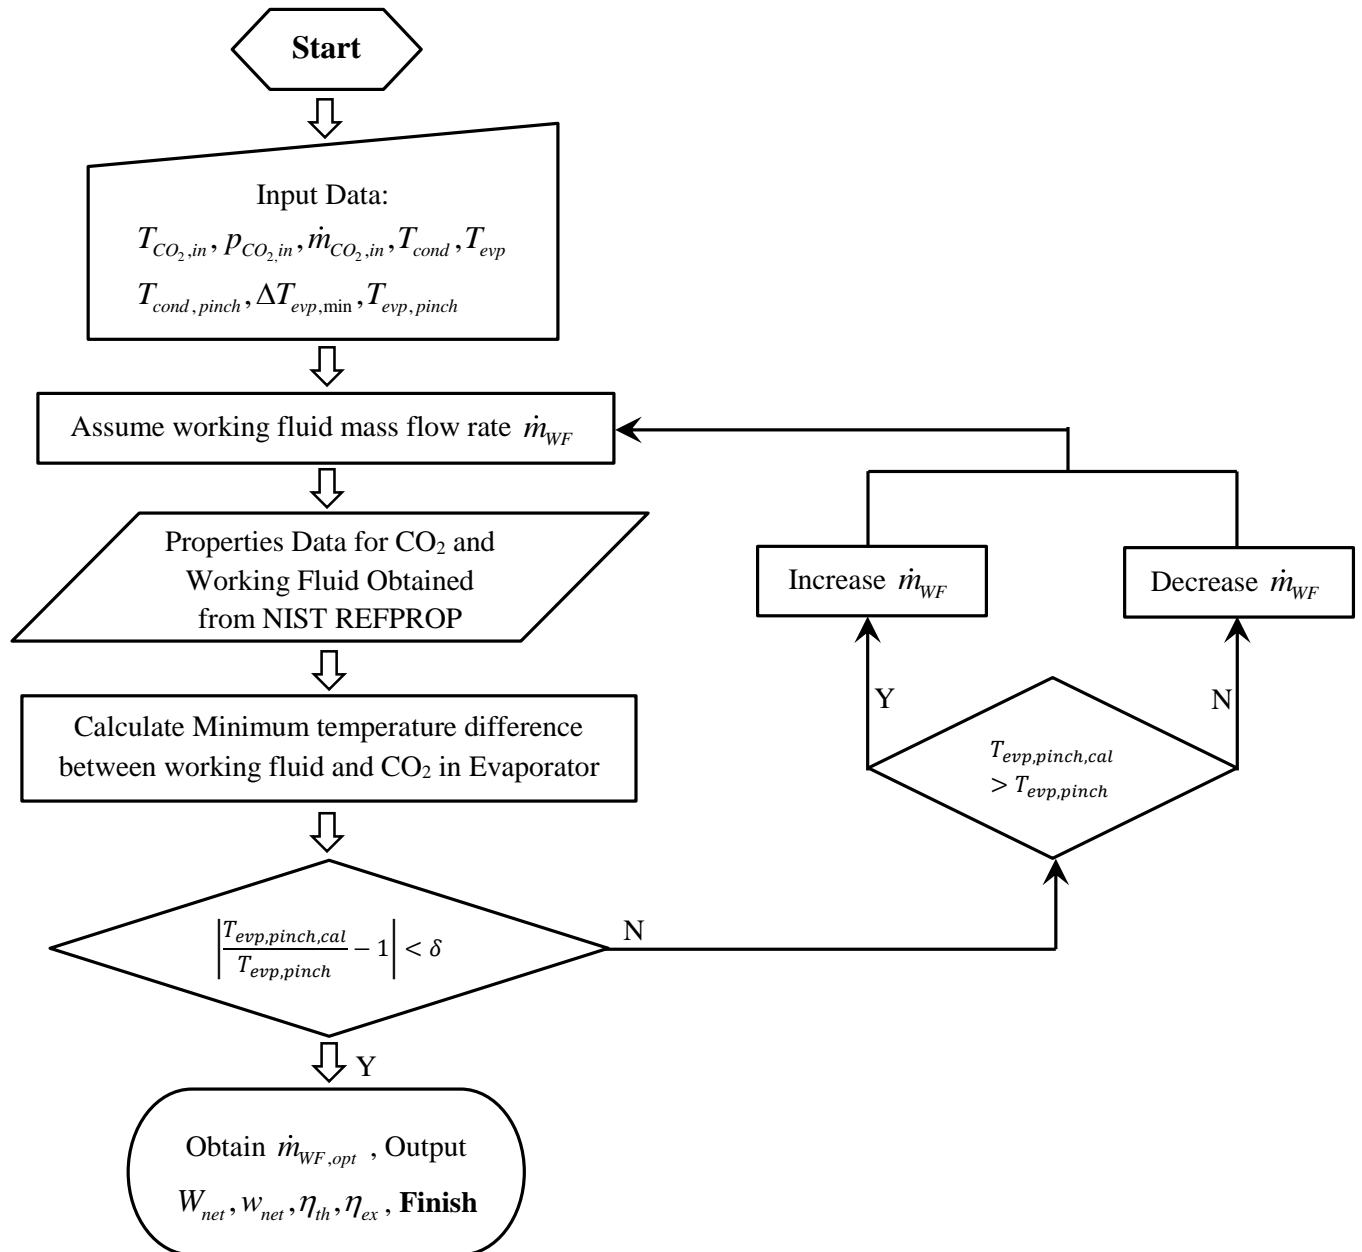 Start
Input Data:
T_{CO_2,in}, p_{CO_2,in}, ṁ_{CO_2,in}, T_{cond}, T_{evp}
T_{cond,pinch}, ΔT_{evp,min}, T_{evp,pinch}
Assume working fluid mass flow rate ṁ_{WF}
Properties Data for CO₂ and
Working Fluid Obtained
from NIST REFPROP
Calculate Minimum temperature difference
between working fluid and CO₂ in Evaporator
|T_{evp,pinch,cal}/T_{evp,pinch} − 1| < δ
N
Y
Obtain ṁ_{WF,opt} , Output
W_{net}, w_{net}, η_{th}, η_{ex}, Finish
T_{evp,pinch,cal}
> T_{evp,pinch}
Y
N
Increase ṁ_{WF}
Decrease ṁ_{WF}